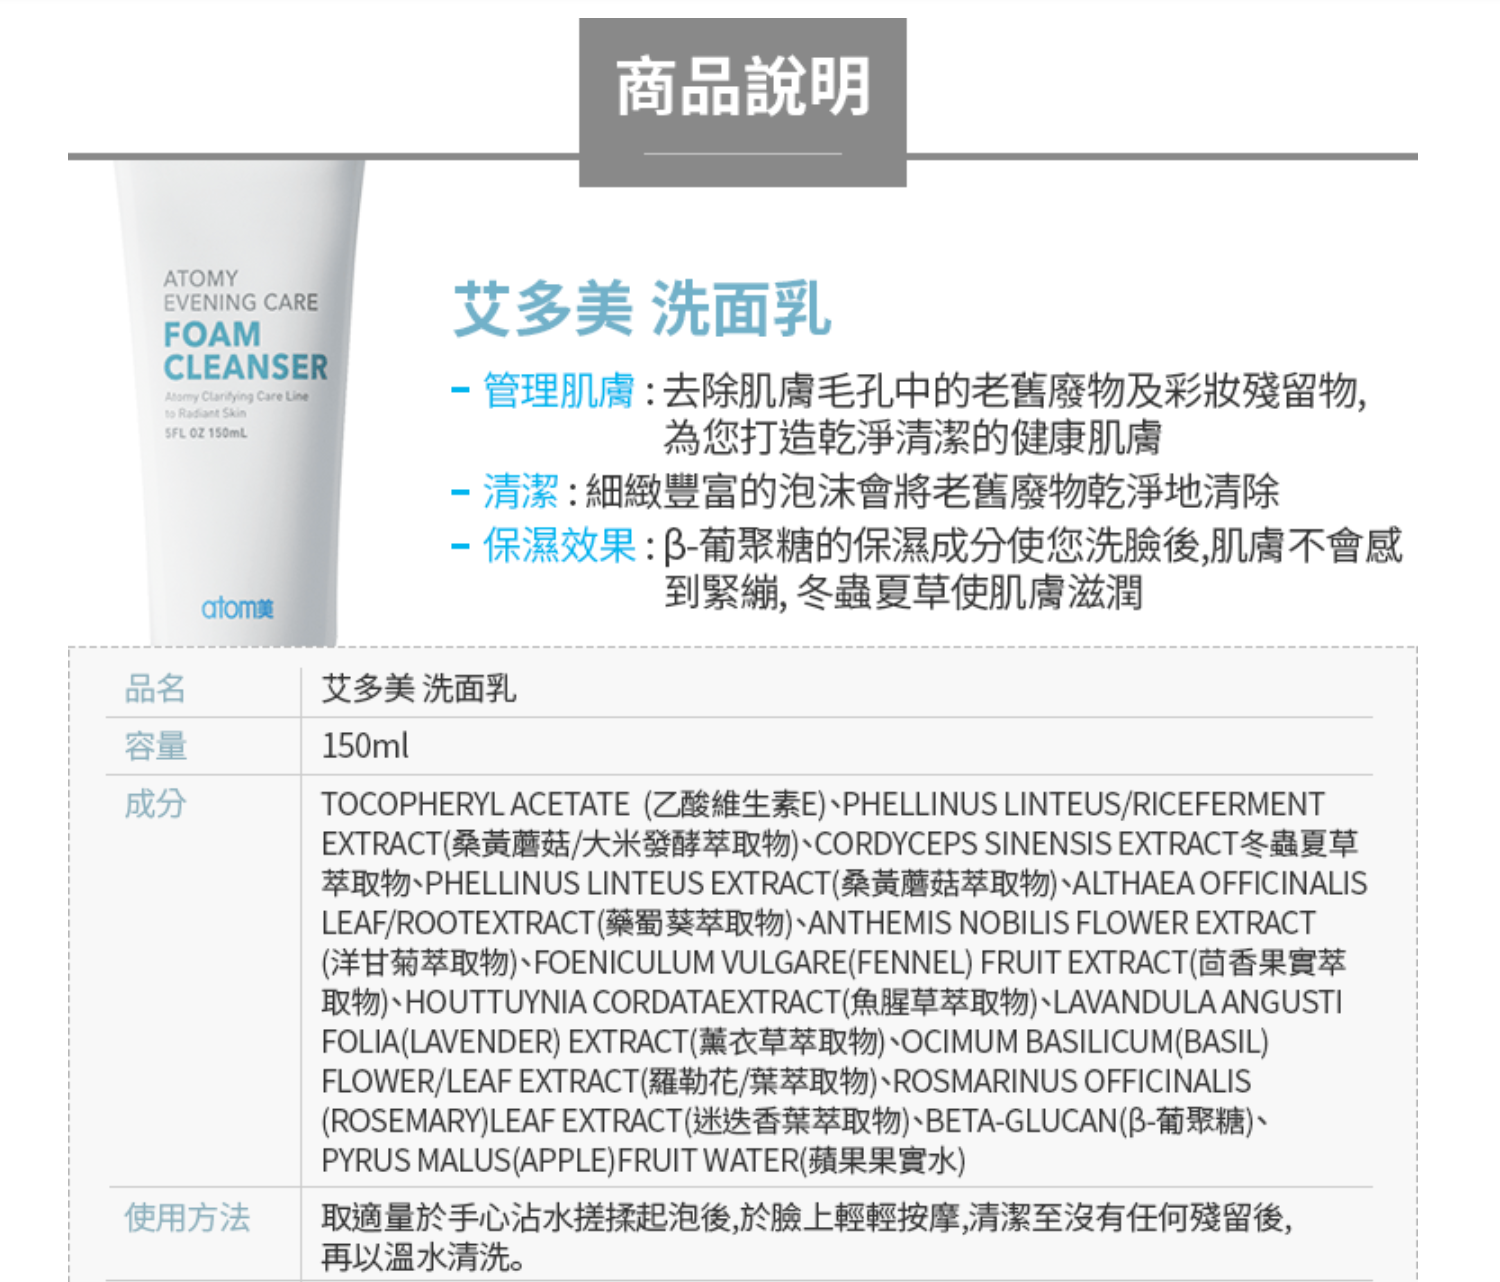 商品說明
ATOMY
EVENING CARE
FOAM
CLEANSER
Atomy Clarifying Care Line
to Radiant Skin
5FL OZ 150mL
atom美
艾多美 洗面乳
- 管理肌膚 : 去除肌膚毛孔中的老舊廢物及彩妝殘留物,
為您打造乾淨清潔的健康肌膚
- 清潔 : 細緻豐富的泡沫會將老舊廢物乾淨地清除
- 保濕效果 : β-葡聚糖的保濕成分使您洗臉後,肌膚不會感
到緊繃, 冬蟲夏草使肌膚滋潤
品名 艾多美 洗面乳
容量 150ml
成分 TOCOPHERYL ACETATE (乙酸維生素E)、PHELLINUS LINTEUS/RICEFERMENT
EXTRACT(桑黃蘑菇/大米發酵萃取物)、CORDYCEPS SINENSIS EXTRACT冬蟲夏草
萃取物、PHELLINUS LINTEUS EXTRACT(桑黃蘑菇萃取物)、ALTHAEA OFFICINALIS
LEAF/ROOTEXTRACT(藥蜀葵萃取物)、ANTHEMIS NOBILIS FLOWER EXTRACT
(洋甘菊萃取物)、FOENICULUM VULGARE(FENNEL) FRUIT EXTRACT(茴香果實萃
取物)、HOUTTUYNIA CORDATAEXTRACT(魚腥草萃取物)、LAVANDULA ANGUSTI
FOLIA(LAVENDER) EXTRACT(薰衣草萃取物)、OCIMUM BASILICUM(BASIL)
FLOWER/LEAF EXTRACT(羅勒花/葉萃取物)、ROSMARINUS OFFICINALIS
(ROSEMARY)LEAF EXTRACT(迷迭香葉萃取物)、BETA-GLUCAN(β-葡聚糖)、
PYRUS MALUS(APPLE)FRUIT WATER(蘋果果實水)
使用方法 取適量於手心沾水搓揉起泡後,於臉上輕輕按摩,清潔至沒有任何殘留後,
再以溫水清洗。